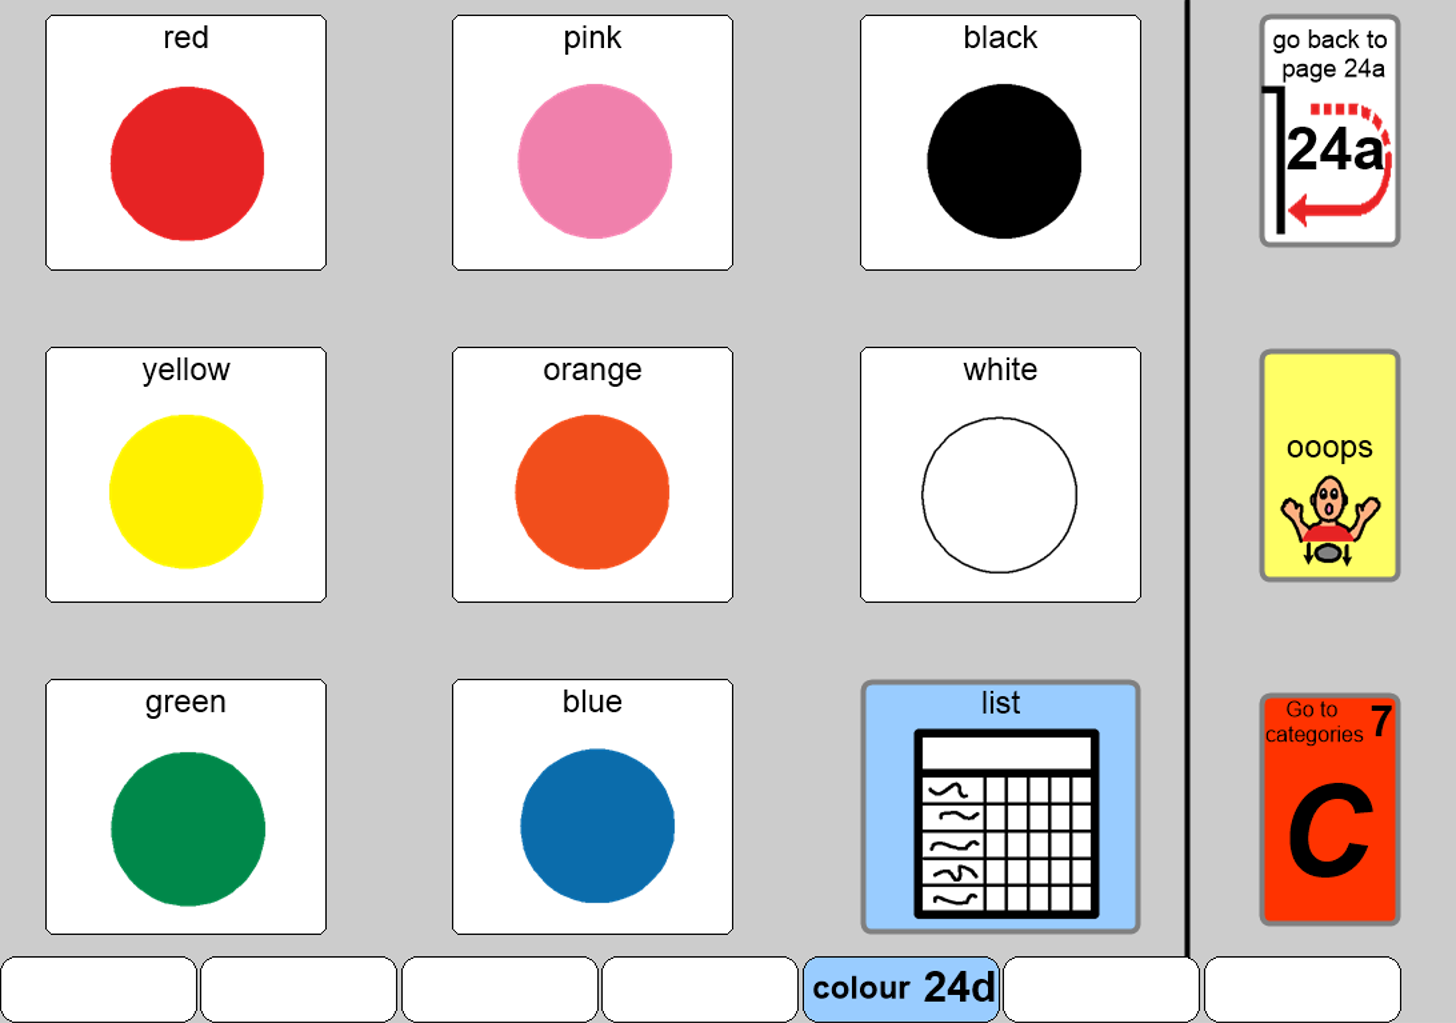 red
pink
black
go back to
page 24a
24a
yellow
orange
white
ooops
green
blue
list
Go to
categories 7
C
colour 24d